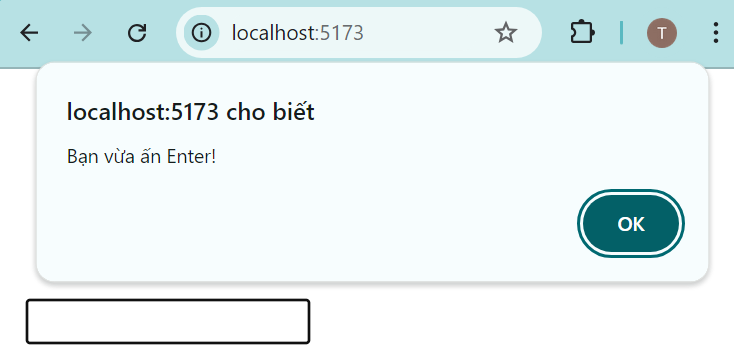 localhost:5173
T
localhost:5173 cho biết
Bạn vừa ấn Enter!
OK